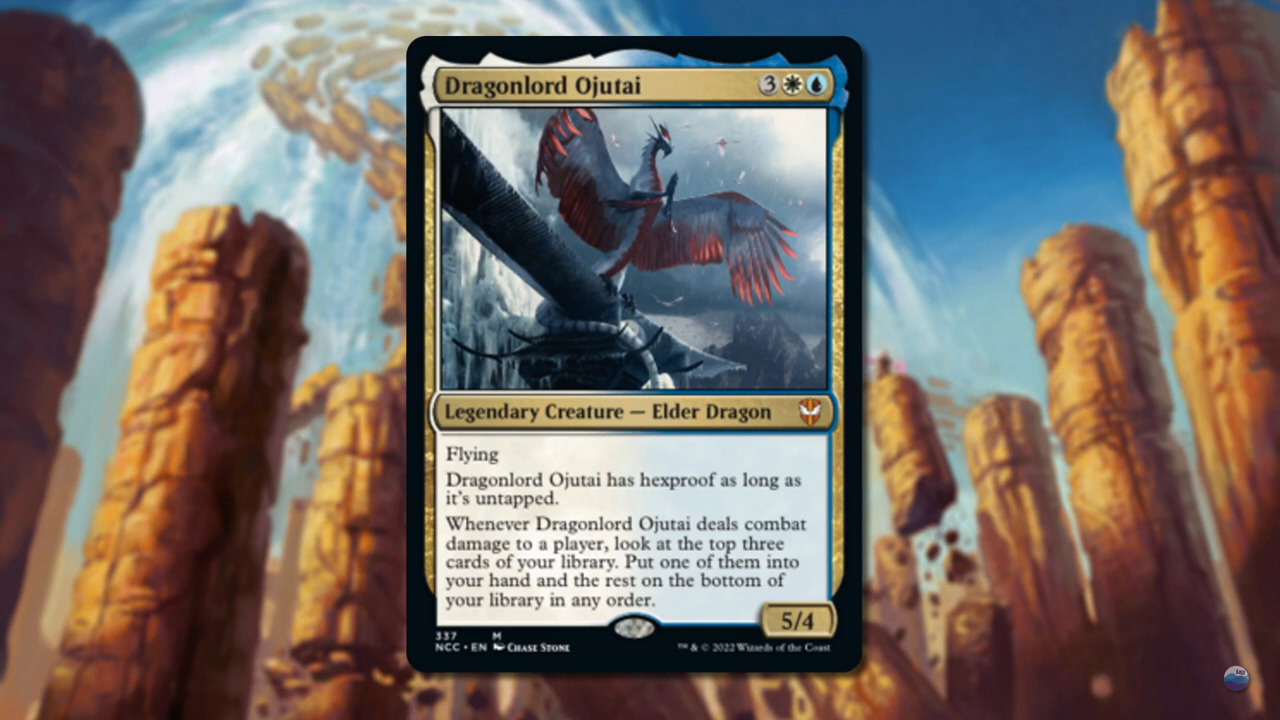 Dragonlord Ojutai 3
Legendary Creature — Elder Dragon
Flying
Dragonlord Ojutai has hexproof as long as
it's untapped.
Whenever Dragonlord Ojutai deals combat
damage to a player, look at the top three
cards of your library. Put one of them into
your hand and the rest on the bottom of
your library in any order.
5/4
337 M
NCC • EN Chase Stone ™ & © 2022 Wizards of the Coast